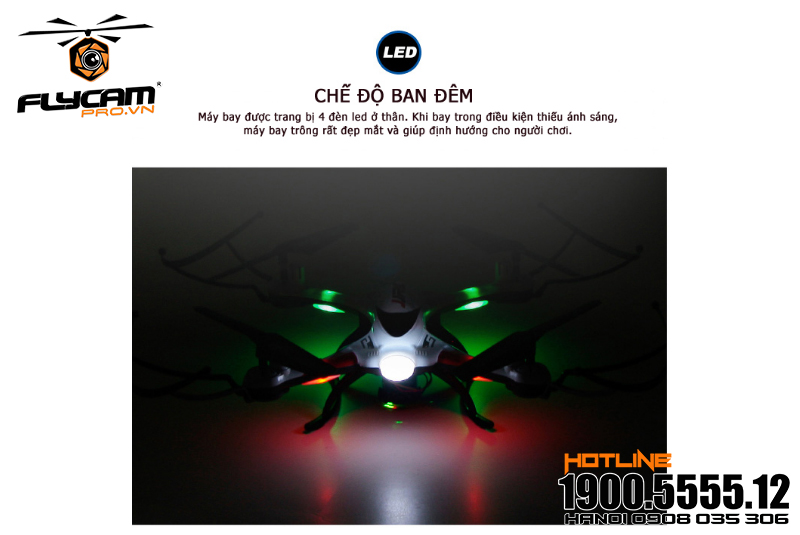 LED
FLYCAM®
PRO.VN
CHẾ ĐỘ BAN ĐÊM
Máy bay được trang bị 4 đèn led ở thân. Khi bay trong điều kiện thiếu ánh sáng,
máy bay trông rất đẹp mắt và giúp định hướng cho người chơi.
HOTLINE
1900.5555.12
HANOI 0908 035 306